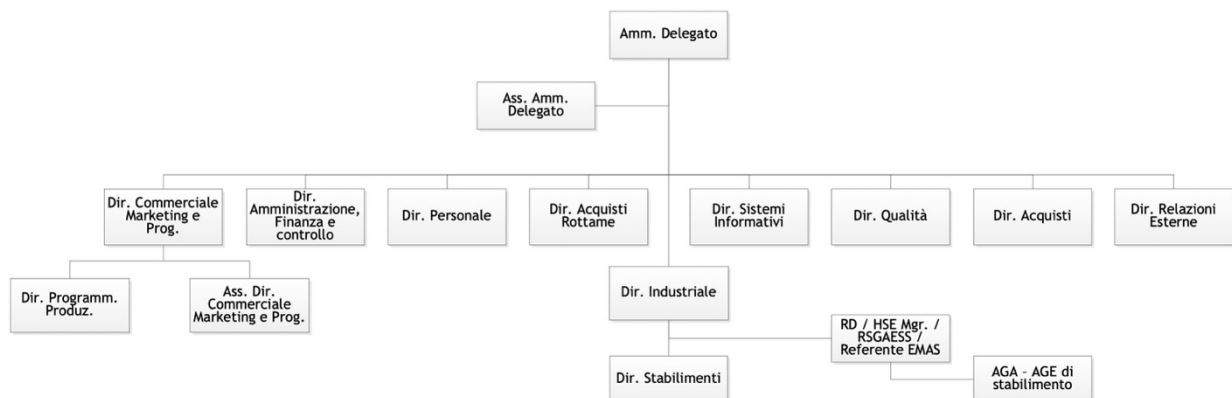 Amm. Delegato
Ass. Amm.
Delegato
Dir. Commerciale
Marketing e
Prog.
Dir.
Amministrazione,
Finanza e
controllo
Dir. Personale
Dir. Acquisti
Rottame
Dir. Sistemi
Informativi
Dir. Qualità
Dir. Acquisti
Dir. Relazioni
Esterne
Dir. Programm.
Produz.
Ass. Dir.
Commerciale
Marketing e Prog.
Dir. Industriale
RD / HSE Mgr. /
RSGAESS /
Referente EMAS
Dir. Stabilimenti
AGA - AGE di
stabilimento